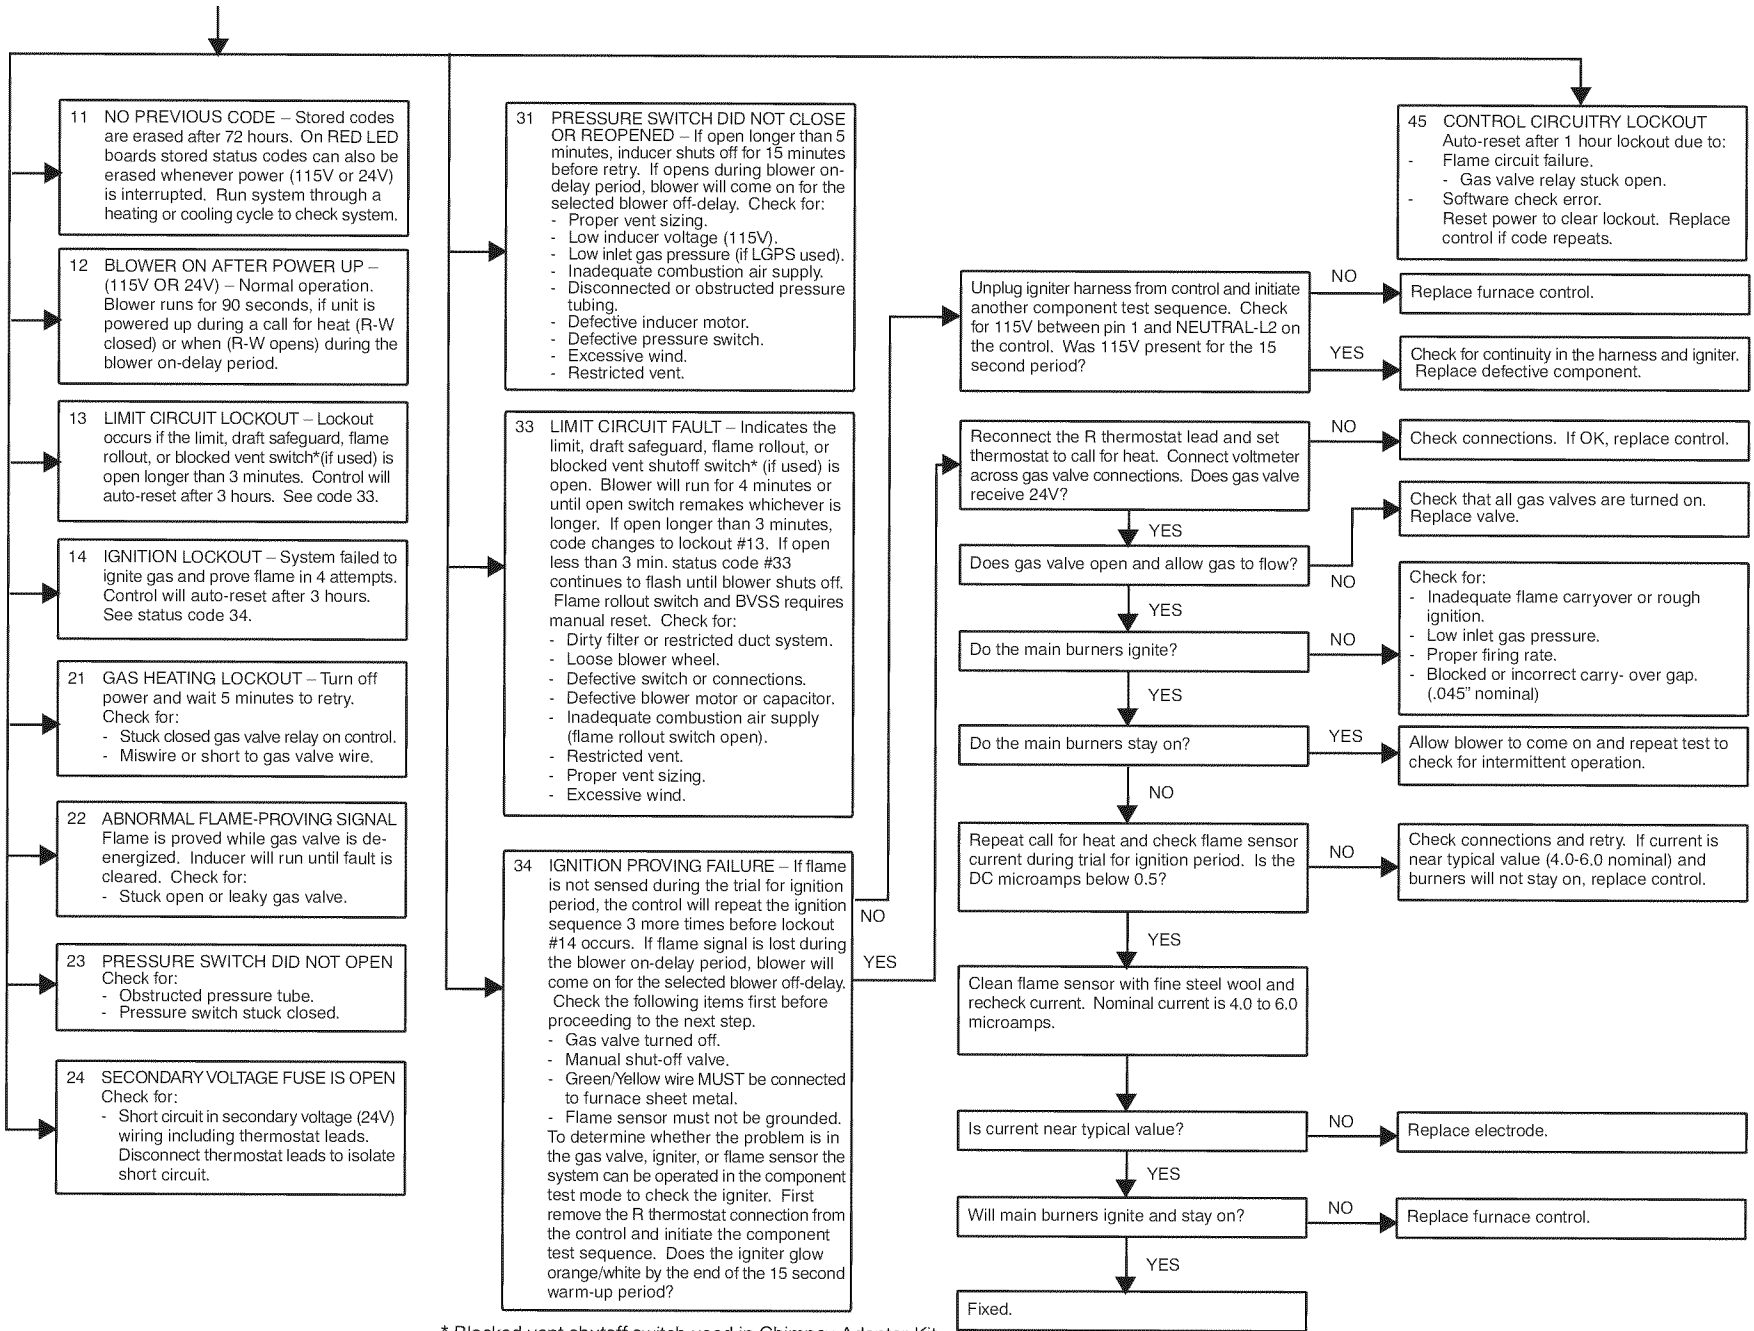 11 NO PREVIOUS CODE – Stored codes
are erased after 72 hours. On RED LED
boards stored status codes can also be
erased whenever power (115V or 24V)
is interrupted. Run system through a
heating or cooling cycle to check system.
12 BLOWER ON AFTER POWER UP –
(115V OR 24V) – Normal operation.
Blower runs for 90 seconds, if unit is
powered up during a call for heat (R-W
closed) or when (R-W opens) during the
blower on-delay period.
13 LIMIT CIRCUIT LOCKOUT – Lockout
occurs if the limit, draft safeguard, flame
rollout, or blocked vent switch*(if used) is
open longer than 3 minutes. Control will
auto-reset after 3 hours. See code 33.
14 IGNITION LOCKOUT – System failed to
ignite gas and prove flame in 4 attempts.
Control will auto-reset after 3 hours.
See status code 34.
21 GAS HEATING LOCKOUT – Turn off
power and wait 5 minutes to retry.
Check for:
- Stuck closed gas valve relay on control.
- Miswire or short to gas valve wire.
22 ABNORMAL FLAME-PROVING SIGNAL
Flame is proved while gas valve is de-
energized. Inducer will run until fault is
cleared. Check for:
- Stuck open or leaky gas valve.
23 PRESSURE SWITCH DID NOT OPEN
Check for:
- Obstructed pressure tube.
- Pressure switch stuck closed.
24 SECONDARY VOLTAGE FUSE IS OPEN
Check for:
- Short circuit in secondary voltage (24V)
wiring including thermostat leads.
Disconnect thermostat leads to isolate
short circuit.
31 PRESSURE SWITCH DID NOT CLOSE
OR REOPENED – If open longer than 5
minutes, inducer shuts off for 15 minutes
before retry. If opens during blower on-
delay period, blower will come on for the
selected blower off-delay. Check for:
- Proper vent sizing.
- Low inducer voltage (115V).
- Low inlet gas pressure (if LGPS used).
- Inadequate combustion air supply.
- Disconnected or obstructed pressure
tubing.
- Defective inducer motor.
- Defective pressure switch.
- Excessive wind.
- Restricted vent.
33 LIMIT CIRCUIT FAULT – Indicates the
limit, draft safeguard, flame rollout, or
blocked vent shutoff switch* (if used) is
open. Blower will run for 4 minutes or
until open switch remakes whichever is
longer. If open longer than 3 minutes,
code changes to lockout #13. If open
less than 3 min. status code #33
continues to flash until blower shuts off.
Flame rollout switch and BVSS requires
manual reset. Check for:
- Dirty filter or restricted duct system.
- Loose blower wheel.
- Defective switch or connections.
- Defective blower motor or capacitor.
- Inadequate combustion air supply
(flame rollout switch open).
- Restricted vent.
- Proper vent sizing.
- Excessive wind.
34 IGNITION PROVING FAILURE – If flame
is not sensed during the trial for ignition
period, the control will repeat the ignition
sequence 3 more times before lockout
#14 occurs. If flame signal is lost during
the blower on-delay period, blower will
come on for the selected blower off-delay.
Check the following items first before
proceeding to the next step.
- Gas valve turned off.
- Manual shut-off valve.
- Green/Yellow wire MUST be connected
to furnace sheet metal.
- Flame sensor must not be grounded.
To determine whether the problem is in
the gas valve, igniter, or flame sensor the
system can be operated in the component
test mode to check the igniter. First
remove the R thermostat connection from
the control and initiate the component
test sequence. Does the igniter glow
orange/white by the end of the 15 second
warm-up period?
NO
YES
45 CONTROL CIRCUITRY LOCKOUT
Auto-reset after 1 hour lockout due to:
- Flame circuit failure.
- Gas valve relay stuck open.
- Software check error.
Reset power to clear lockout. Replace
control if code repeats.
Unplug igniter harness from control and initiate
another component test sequence. Check
for 115V between pin 1 and NEUTRAL-L2 on
the control. Was 115V present for the 15
second period?
NO
Replace furnace control.
YES
Check for continuity in the harness and igniter.
Replace defective component.
Reconnect the R thermostat lead and set
thermostat to call for heat. Connect voltmeter
across gas valve connections. Does gas valve
receive 24V?
NO
Check connections. If OK, replace control.
YES
Does gas valve open and allow gas to flow?
NO
Check that all gas valves are turned on.
Replace valve.
YES
Do the main burners ignite?
NO
Check for:
- Inadequate flame carryover or rough
ignition.
- Low inlet gas pressure.
- Proper firing rate.
- Blocked or incorrect carry- over gap.
(.045" nominal)
YES
Do the main burners stay on?
YES
Allow blower to come on and repeat test to
check for intermittent operation.
NO
Repeat call for heat and check flame sensor
current during trial for ignition period. Is the
DC microamps below 0.5?
NO
Check connections and retry. If current is
near typical value (4.0-6.0 nominal) and
burners will not stay on, replace control.
YES
Clean flame sensor with fine steel wool and
recheck current. Nominal current is 4.0 to 6.0
microamps.
Is current near typical value?
NO
Replace electrode.
YES
Will main burners ignite and stay on?
NO
Replace furnace control.
YES
Fixed.
* Blocked vent shutoff switch used in Chimney Adapter Kit